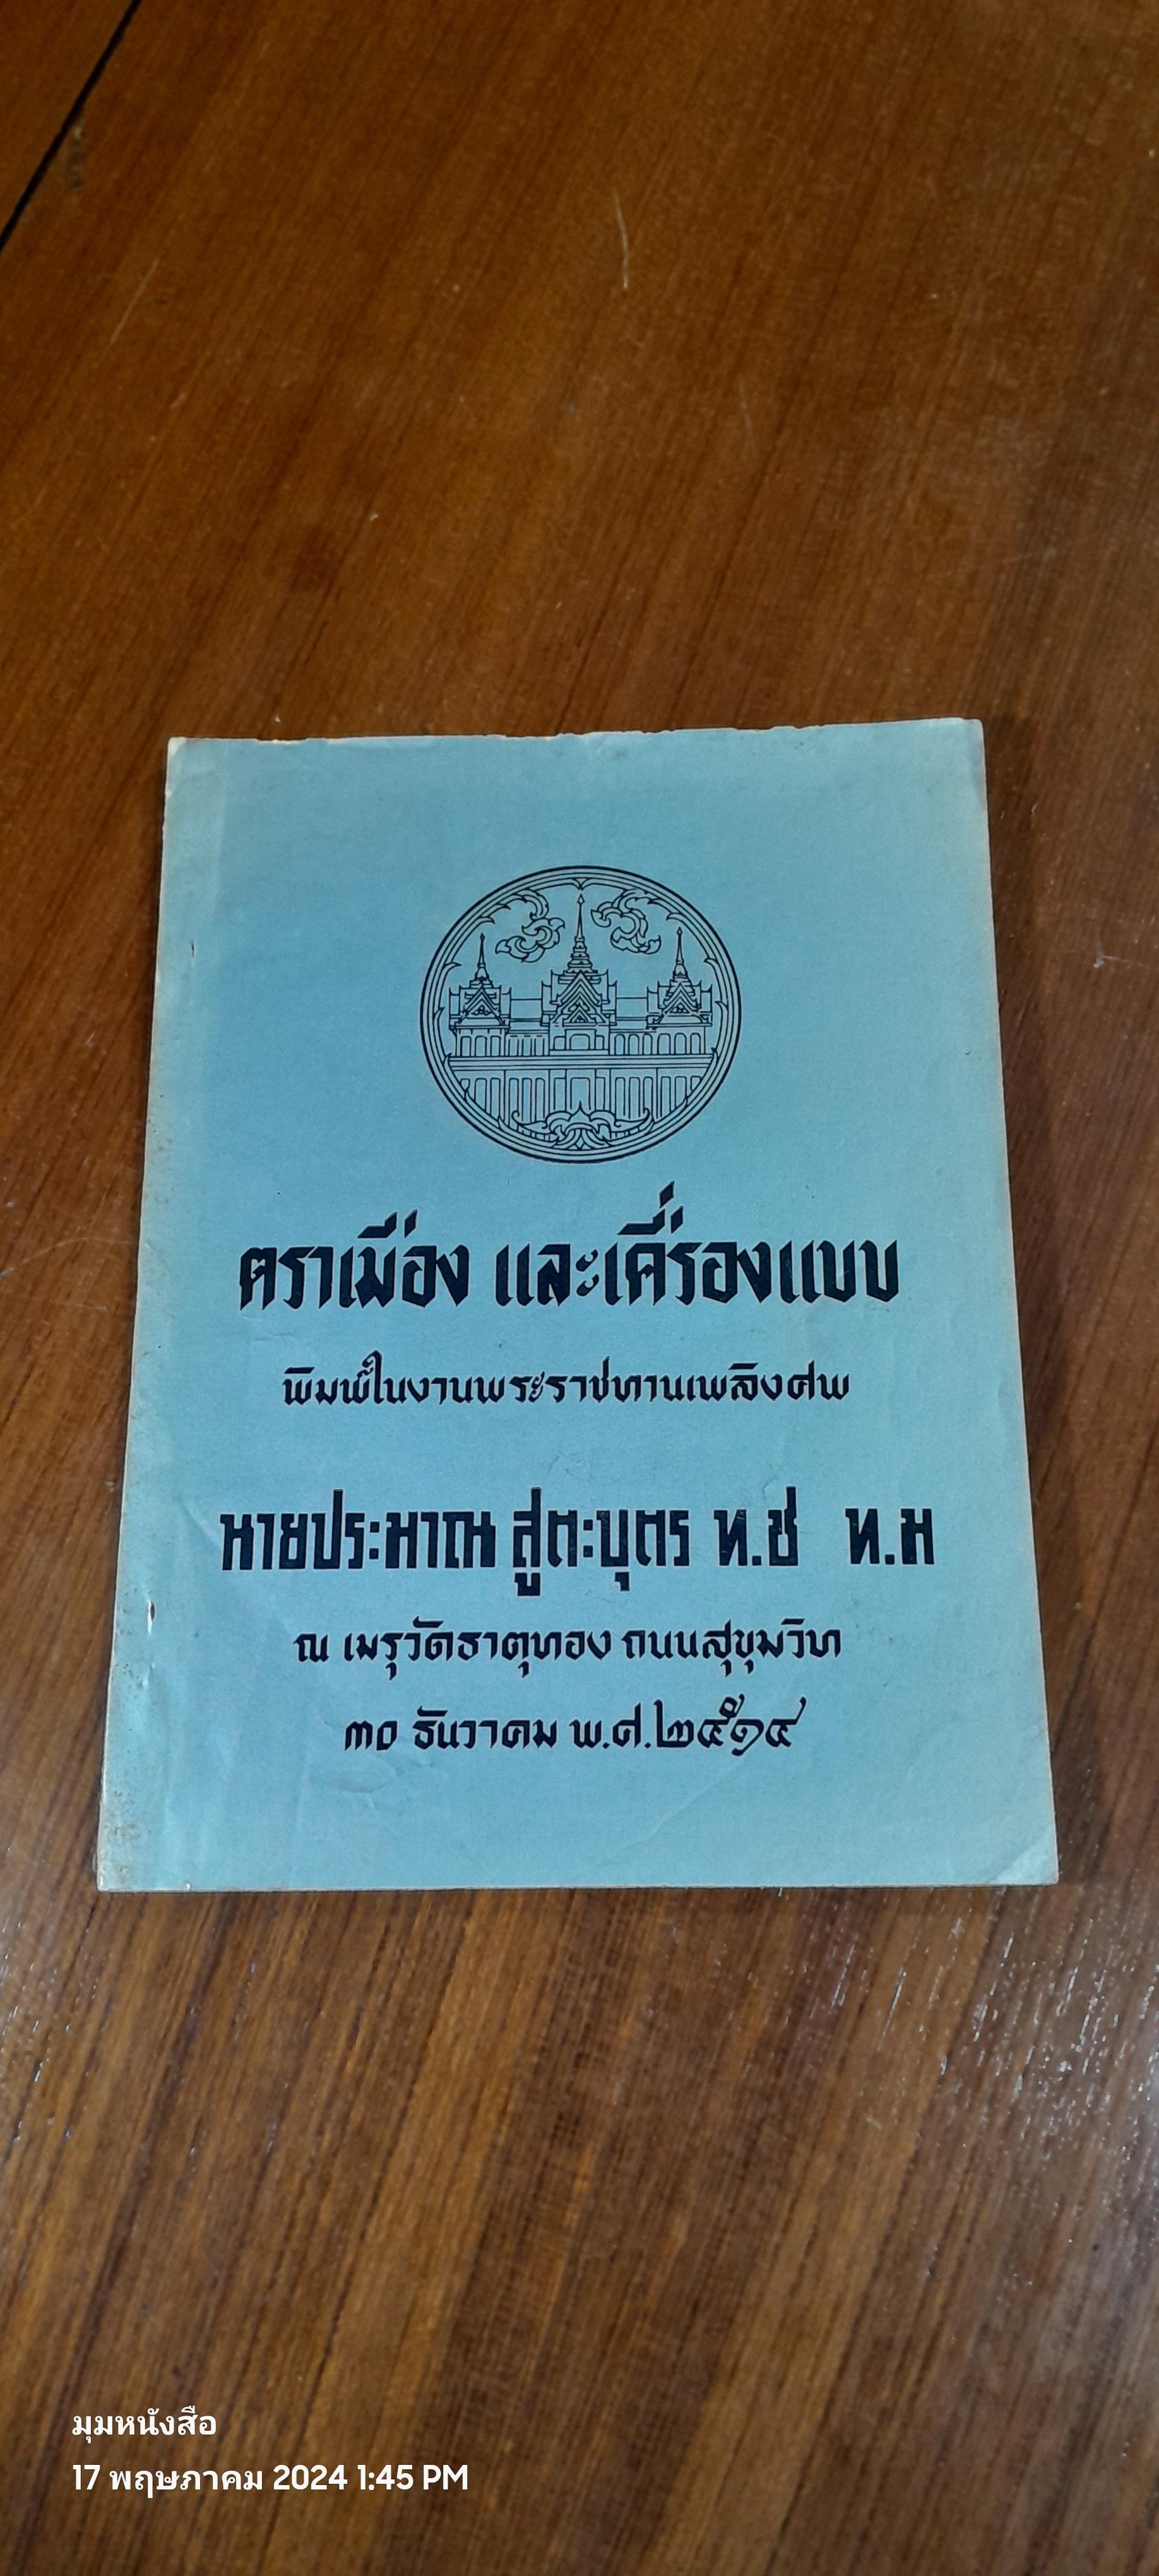 ตราเมือง และเครื่องแบบ
พิมพ์ในงานพระราชทานเพลิงศพ
นายประมาณ สูตะบุตร ท.ช ท.ม
ณ เมรุวัดธาตุทอง ถนนสุขุมวิท
๓๐ ธันวาคม พ.ศ.๒๕๑๔
มุมหนังสือ
17 พฤษภาคม 2024 1:45 PM